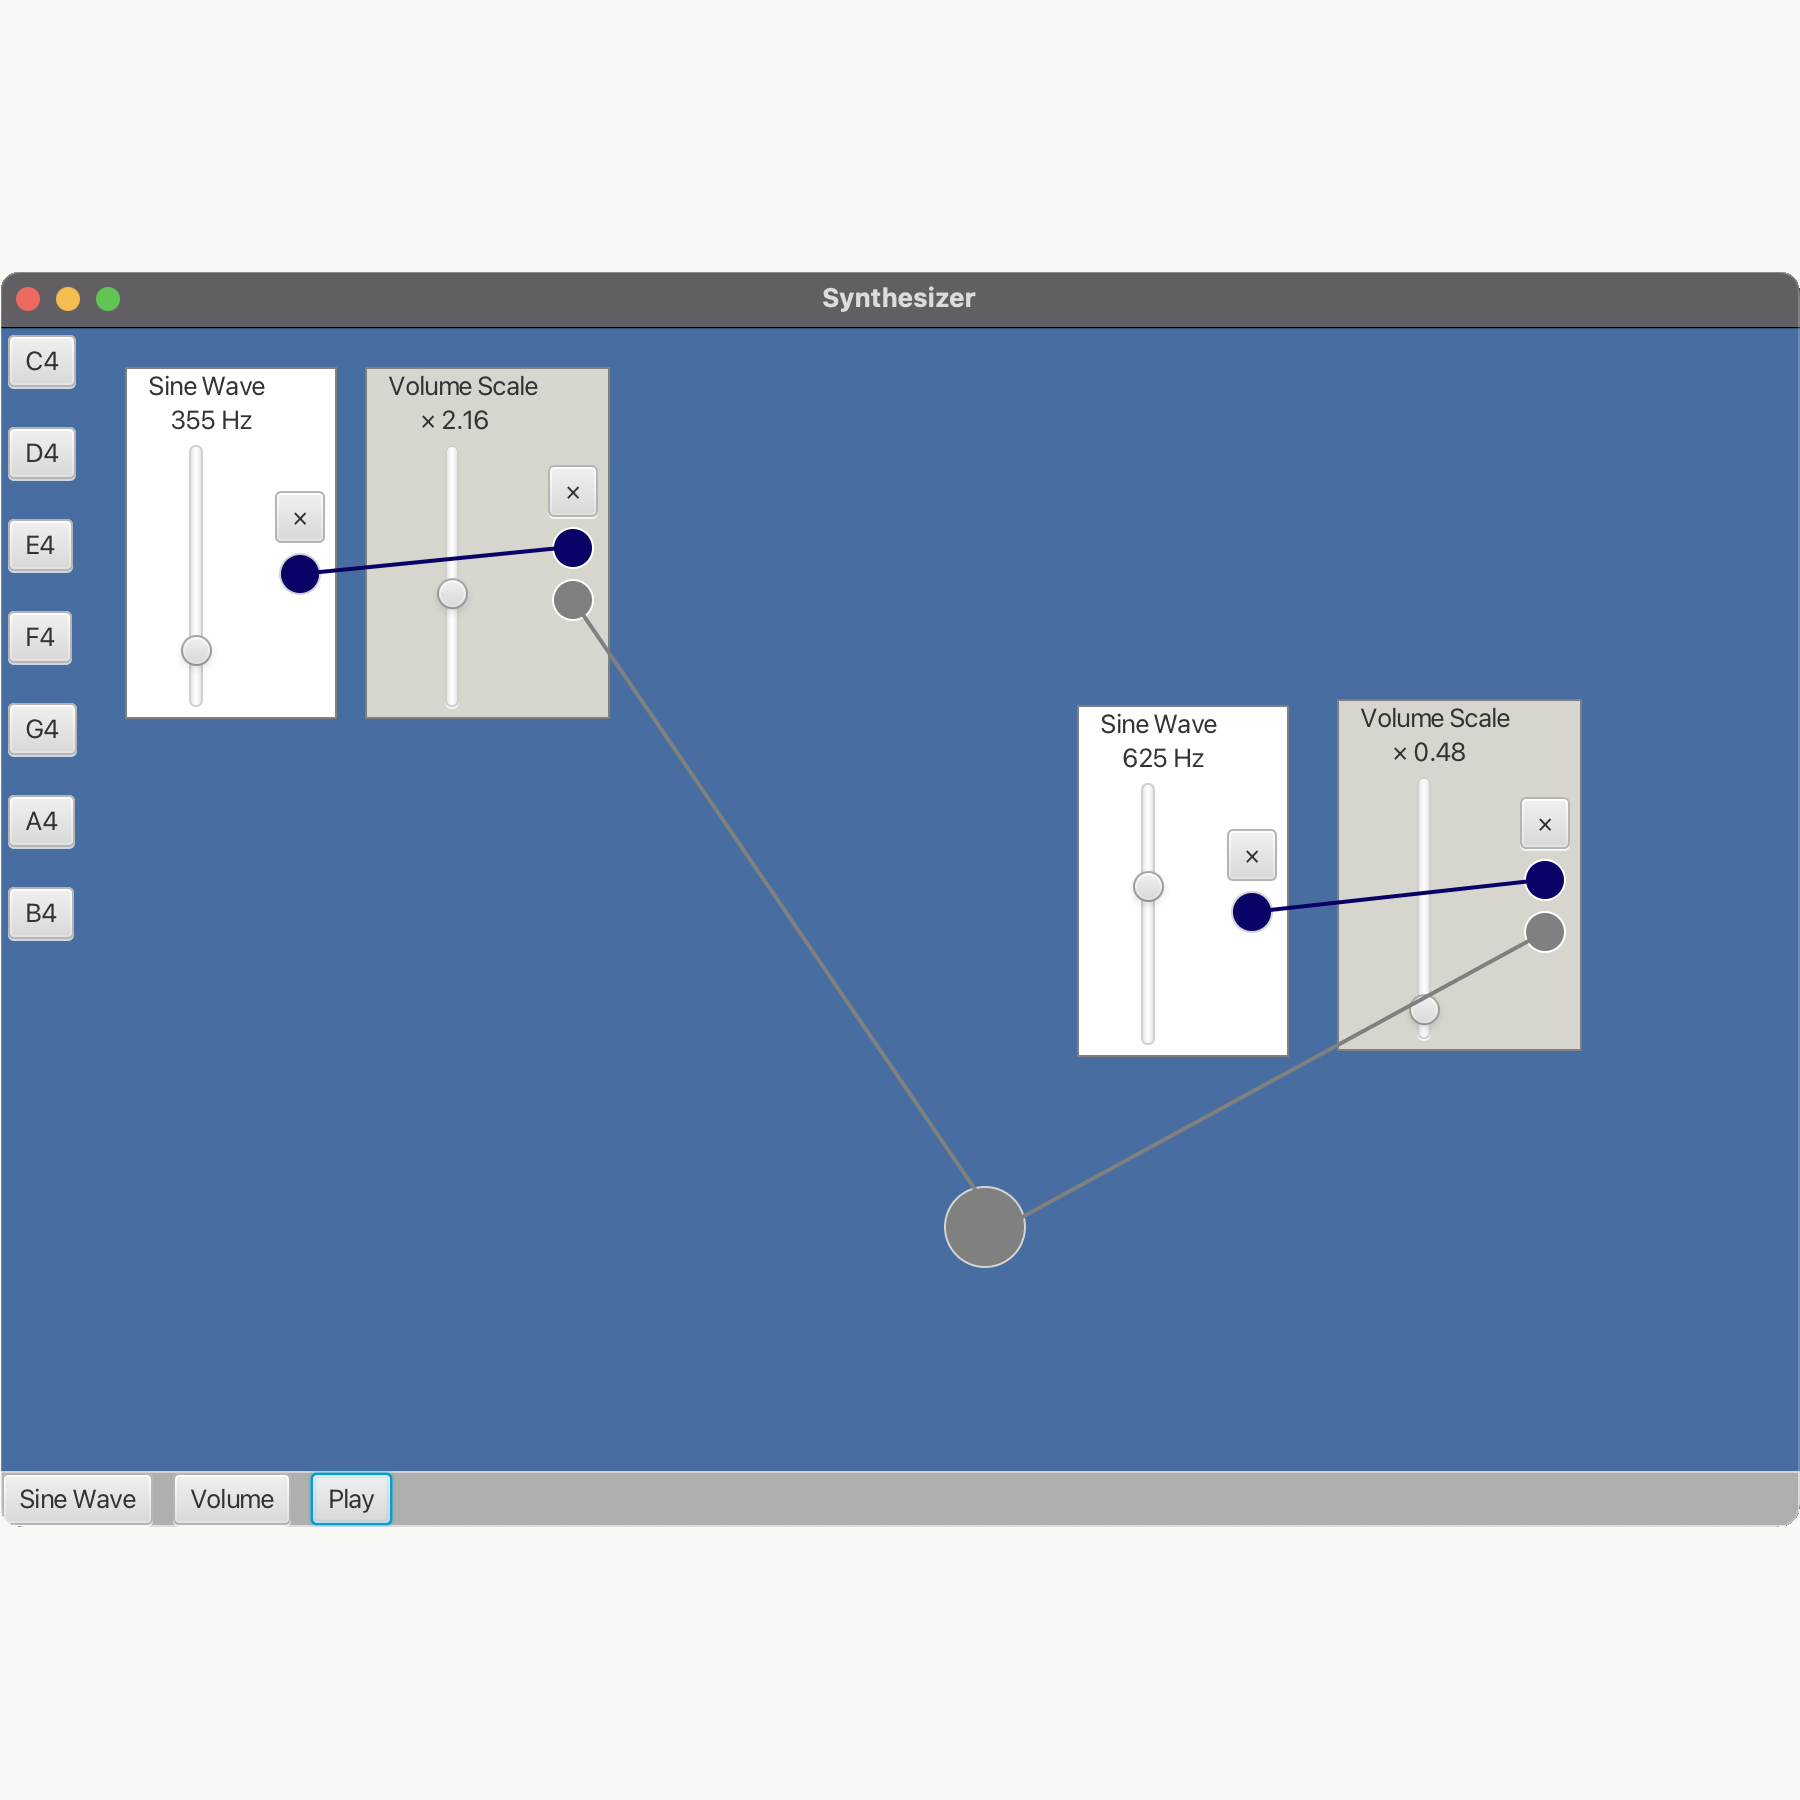 Synthesizer
C4
D4
E4
F4
G4
A4
B4
Sine Wave
355 Hz
×
Volume Scale
× 2.16
×
Sine Wave
625 Hz
×
Volume Scale
× 0.48
×
Sine Wave
Volume
Play